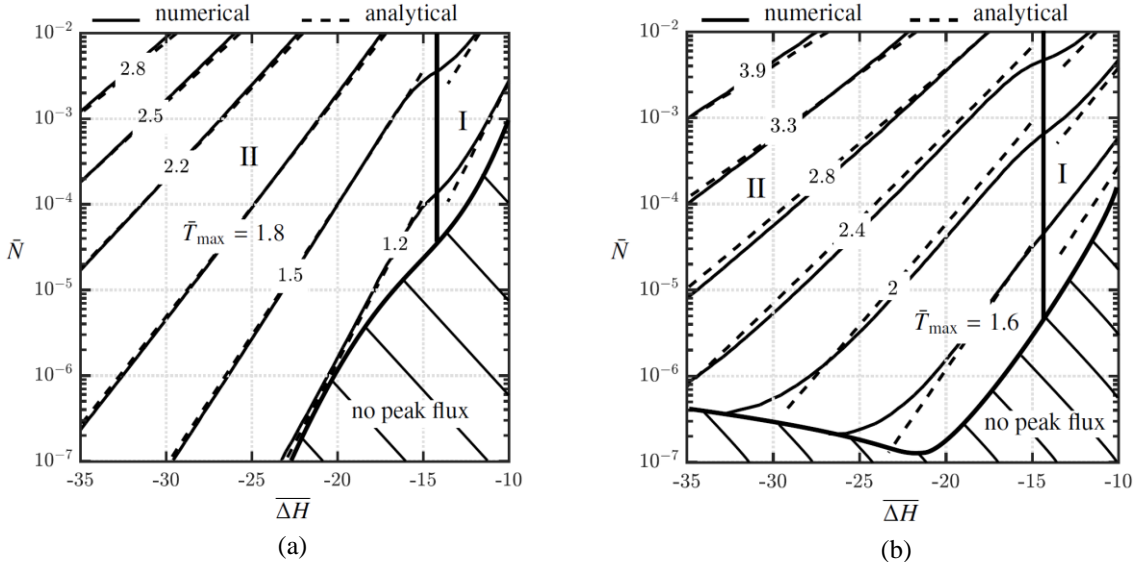 numerical analytical
10⁻²
2.8
2.5
10⁻³
I
2.2
II
10⁻⁴
N̄
T̄max = 1.8
1.2
1.5
10⁻⁵
10⁻⁶
no peak flux
10⁻⁷
-35 -30 -25 -20 -15 -10
ΔH
(a)
numerical analytical
10⁻²
3.9
10⁻³
3.3
I
II
2.8
10⁻⁴
2.4
N̄
10⁻⁵
2
T̄max = 1.6
10⁻⁶
no peak flux
10⁻⁷
-35 -30 -25 -20 -15 -10
ΔH
(b)